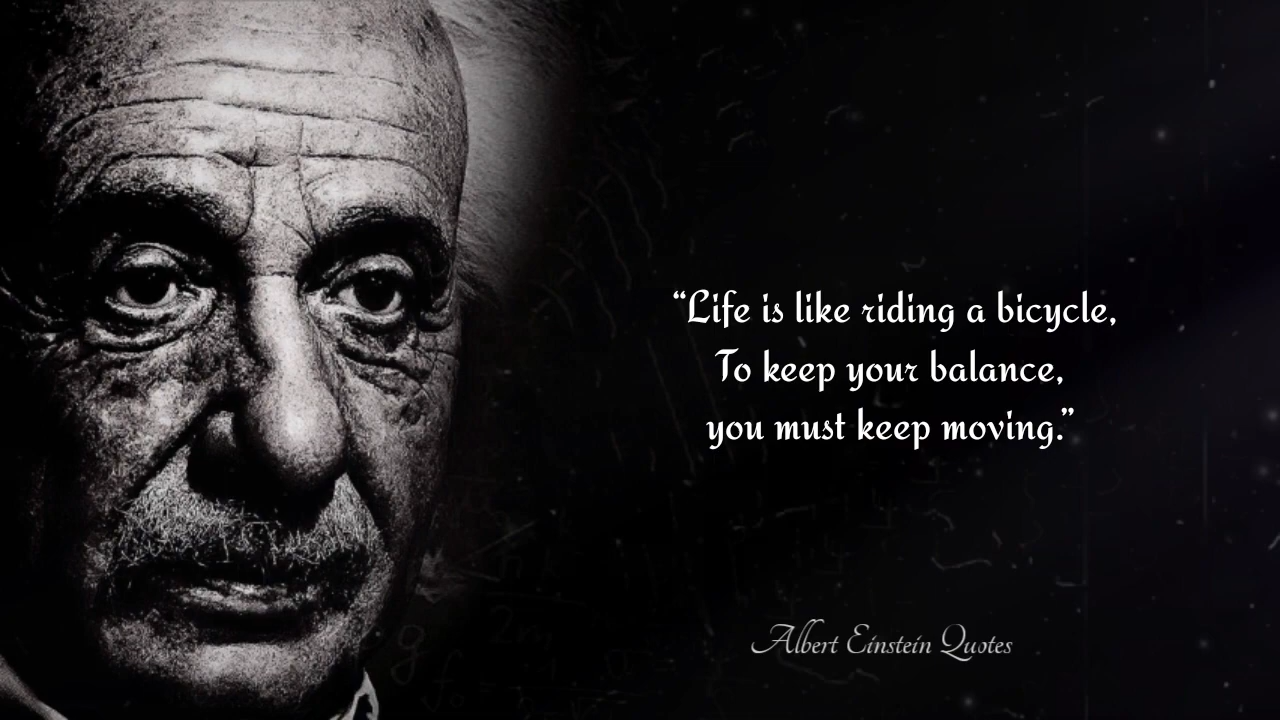 “Life is like riding a bicycle,
To keep your balance,
you must keep moving.”
Albert Einstein Quotes